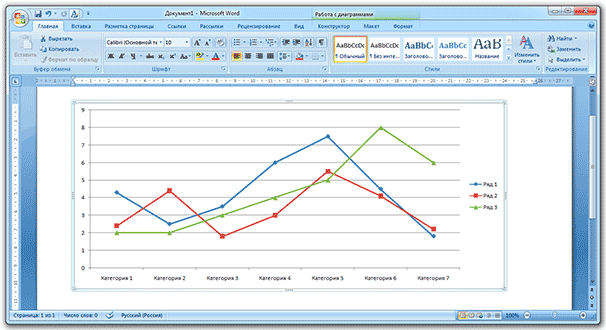 Документ1 - Microsoft Word
Работа с диаграммами
Главная Вставка Разметка страницы Ссылки Рассылки Рецензирование Вид Конструктор Макет Формат
Вставить
Вырезать
Копировать
Формат по образцу
Буфер обмена
Calibri (Основной те 10
Ж К Ч
Шрифт
Абзац
AaBbCcDc AaBbCcDc AaBbCc AaBbCc АаВ
¶ Обычный ¶ Без инте... Заголово... Заголово... Название
Изменить стили
Стили
Найти
Заменить
Выделить
Редактирование
9
8
7
6
5
4
3
2
1
0
Категория 1 Категория 2 Категория 3 Категория 4 Категория 5 Категория 6 Категория 7
Ряд 1
Ряд 2
Ряд 3
Страница: 1 из 1 Число слов: 0 Русский (Россия) 100%